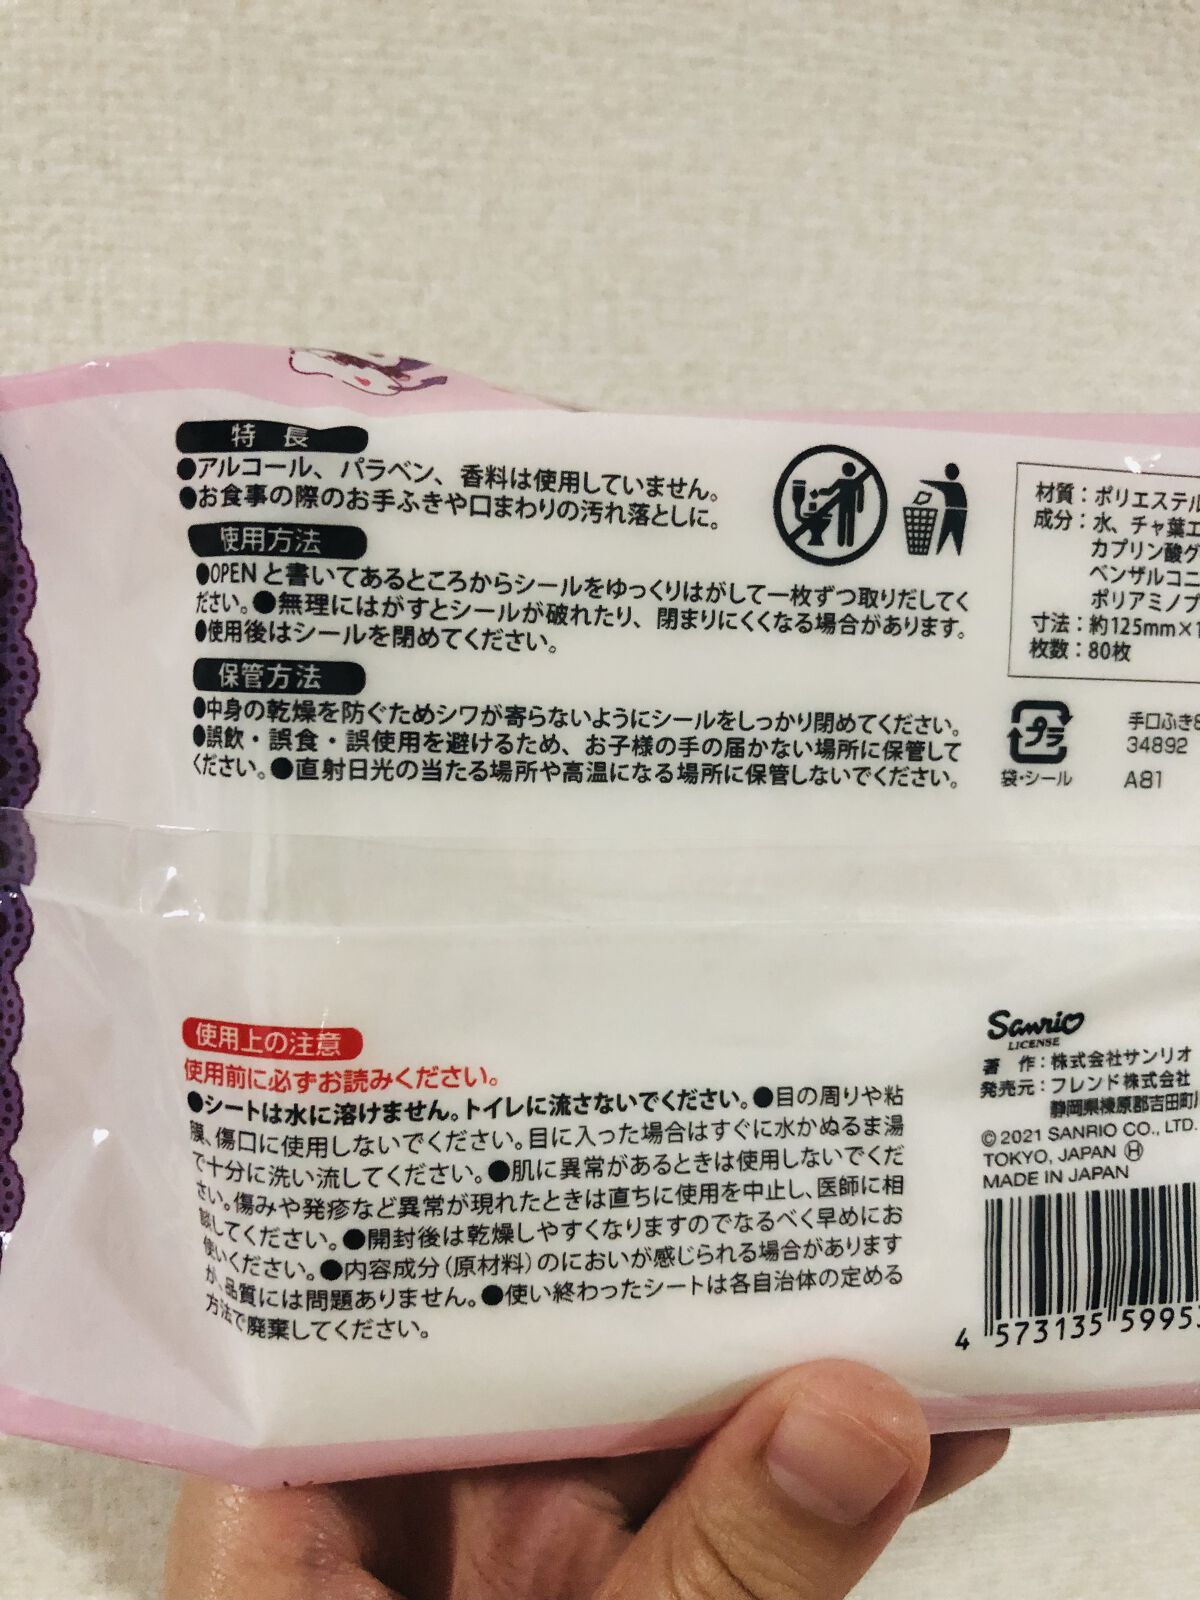 特長
●アルコール、パラベン、香料は使用していません。
●お食事の際のお手ふきや口まわりの汚れ落としに。
使用方法
●OPENと書いてあるところからシールをゆっくりはがして一枚ずつ取りだしてく
ださい。●無理にはがすとシールが破れたり、閉まりにくくなる場合があります。
●使用後はシールを閉めてください。
保管方法
●中身の乾燥を防ぐためシワが寄らないようにシールをしっかり閉めてください。
●誤飲・誤食・誤使用を避けるため、お子様の手の届かない場所に保管して
ください。●直射日光の当たる場所や高温になる場所に保管しないでください。
材質：ポリエステル
成分：水、チャ葉エ
カプリン酸グ
ベンザルコニ
ポリアミノプ
寸法：約125mm×1
枚数：80枚
プラ
袋・シール
手口ふき8
34892
A81
使用上の注意
使用前に必ずお読みください。
●シートは水に溶けません。トイレに流さないでください。●目の周りや粘
膜、傷口に使用しないでください。目に入った場合はすぐに水かぬるま湯
で十分に洗い流してください。●肌に異常があるときは使用しないでくだ
さい。傷みや発疹など異常が現れたときは直ちに使用を中止し、医師に相
談してください。●開封後は乾燥しやすくなりますのでなるべく早めにお
使いください。●内容成分（原材料）のにおいが感じられる場合があります
が、品質には問題ありません。●使い終わったシートは各自治体の定める
方法で廃棄してください。
Sanrio
LICENSE
著 作：株式会社サンリオ
発売元：フレンド株式会社
静岡県榛原郡吉田町
© 2021 SANRIO CO., LTD.
TOKYO, JAPAN Ⓗ
MADE IN JAPAN
4 573135 59953